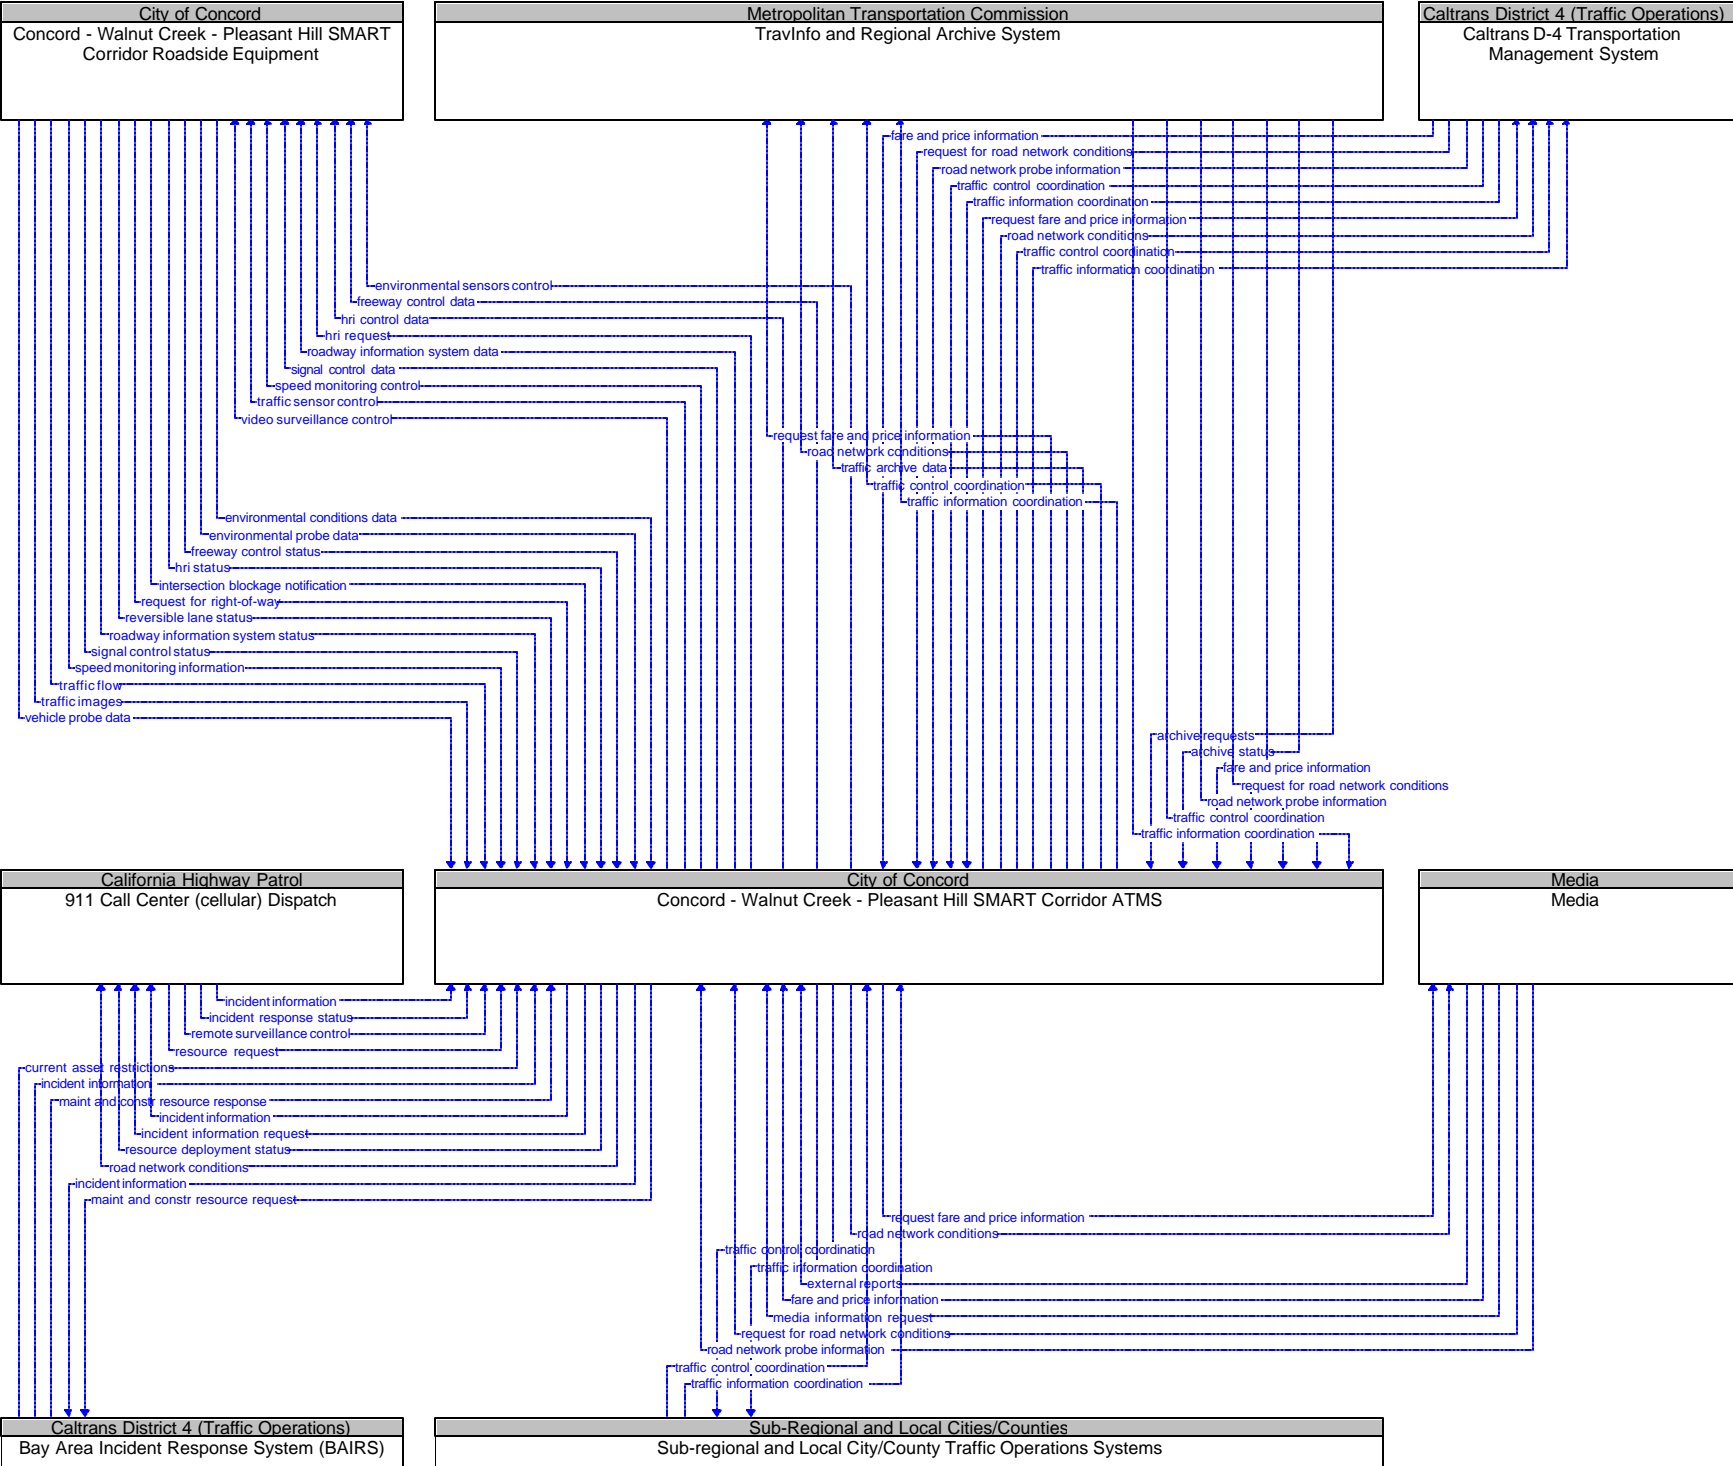 City of Concord
Concord - Walnut Creek - Pleasant Hill SMART
Corridor Roadside Equipment
Metropolitan Transportation Commission
TravInfo and Regional Archive System
Caltrans District 4 (Traffic Operations)
Caltrans D-4 Transportation
Management System
fare and price information
request for road network conditions
road network probe information
traffic control coordination
traffic information coordination
request fare and price information
road network conditions
traffic control coordination
traffic information coordination
environmental sensors control
freeway control data
hri control data
hri request
roadway information system data
signal control data
speed monitoring control
traffic sensor control
video surveillance control
request fare and price information
road network conditions
traffic archive data
traffic control coordination
traffic information coordination
environmental conditions data
environmental probe data
freeway control status
hri status
intersection blockage notification
request for right-of-way
reversible lane status
roadway information system status
signal control status
speed monitoring information
traffic flow
traffic images
vehicle probe data
archive requests
archive status
fare and price information
request for road network conditions
road network probe information
traffic control coordination
traffic information coordination
California Highway Patrol
911 Call Center (cellular) Dispatch
City of Concord
Concord - Walnut Creek - Pleasant Hill SMART Corridor ATMS
Media
Media
incident information
incident response status
remote surveillance control
resource request
current asset restrictions
incident information
maint and constr resource response
incident information
incident information request
resource deployment status
road network conditions
incident information
maint and constr resource request
request fare and price information
road network conditions
traffic control coordination
traffic information coordination
external reports
fare and price information
media information request
request for road network conditions
road network probe information
traffic control coordination
traffic information coordination
Caltrans District 4 (Traffic Operations)
Bay Area Incident Response System (BAIRS)
Sub-Regional and Local Cities/Counties
Sub-regional and Local City/County Traffic Operations Systems